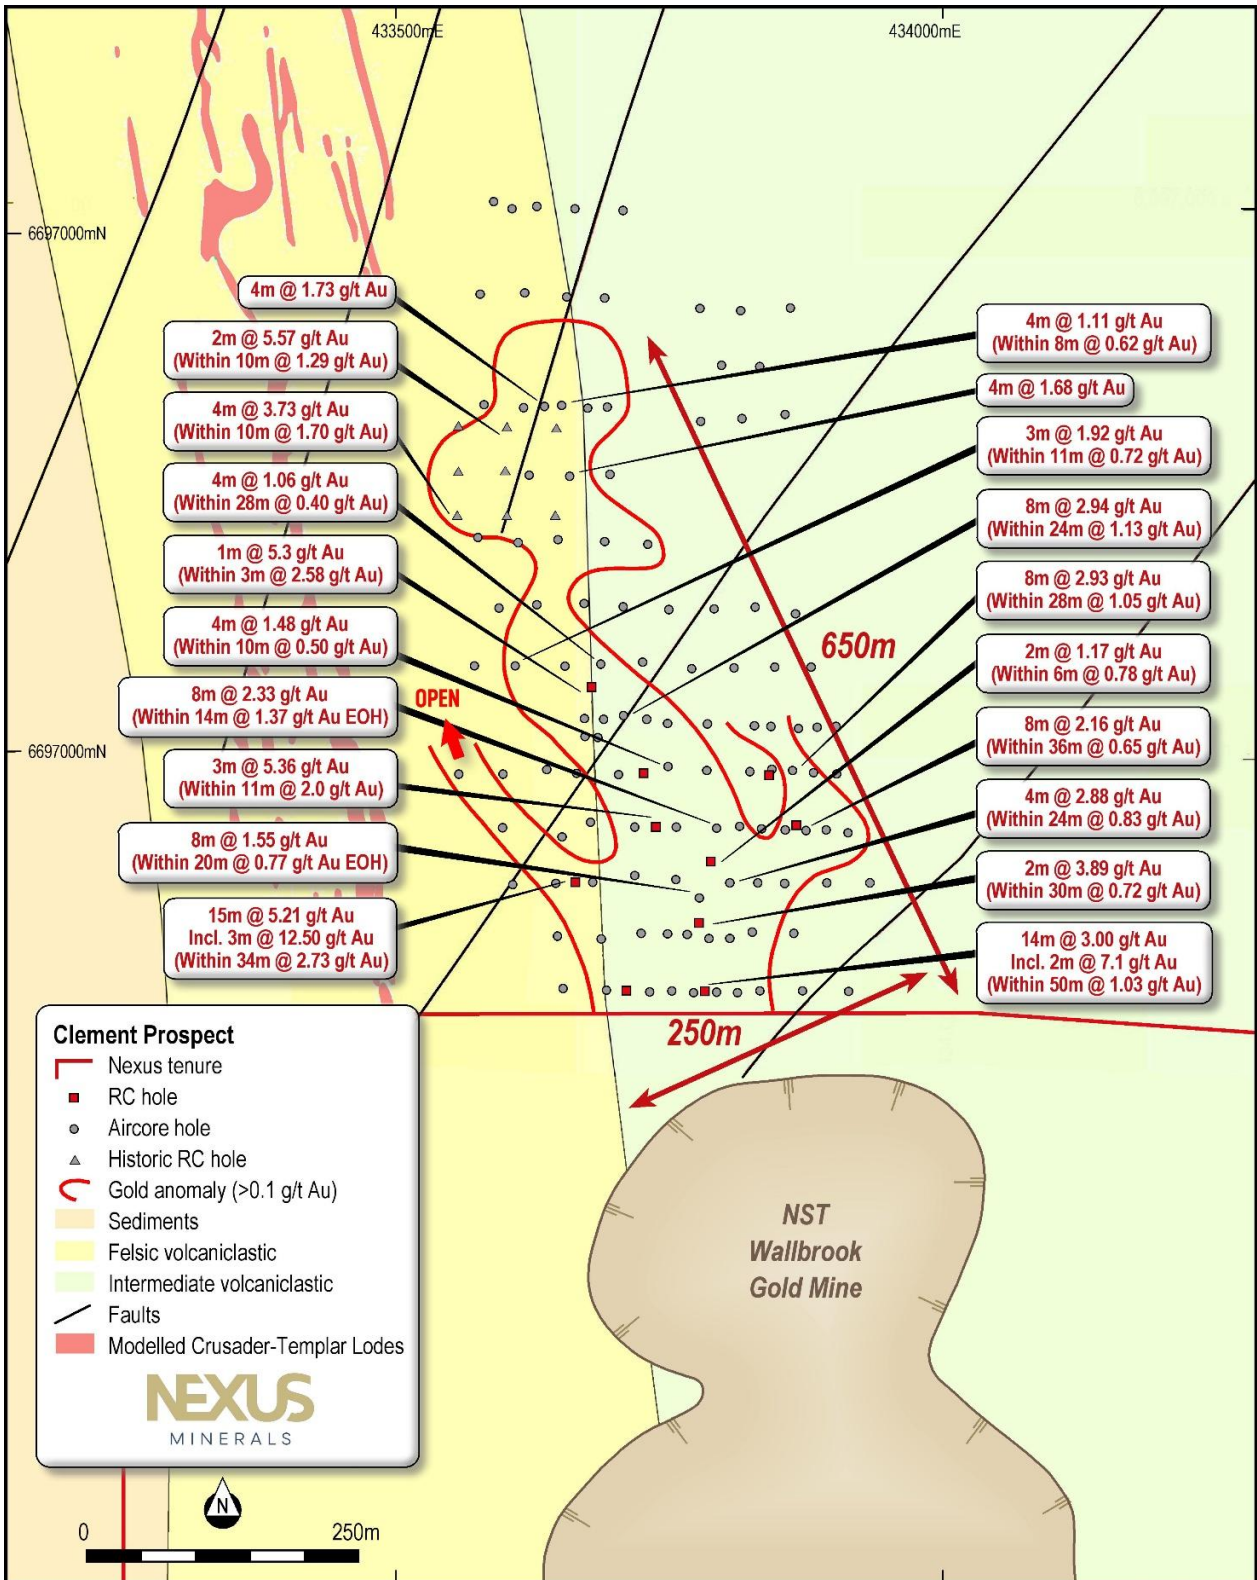 433500mE
434000mE
6697000mN
4m @ 1.73 g/t Au
2m @ 5.57 g/t Au
(Within 10m @ 1.29 g/t Au)
4m @ 3.73 g/t Au
(Within 10m @ 1.70 g/t Au)
4m @ 1.06 g/t Au
(Within 28m @ 0.40 g/t Au)
1m @ 5.3 g/t Au
(Within 3m @ 2.58 g/t Au)
4m @ 1.48 g/t Au
(Within 10m @ 0.50 g/t Au)
8m @ 2.33 g/t Au
(Within 14m @ 1.37 g/t Au EOH)
OPEN
6697000mN
3m @ 5.36 g/t Au
(Within 11m @ 2.0 g/t Au)
8m @ 1.55 g/t Au
(Within 20m @ 0.77 g/t Au EOH)
15m @ 5.21 g/t Au
Incl. 3m @ 12.50 g/t Au
(Within 34m @ 2.73 g/t Au)
4m @ 1.11 g/t Au
(Within 8m @ 0.62 g/t Au)
4m @ 1.68 g/t Au
3m @ 1.92 g/t Au
(Within 11m @ 0.72 g/t Au)
8m @ 2.94 g/t Au
(Within 24m @ 1.13 g/t Au)
8m @ 2.93 g/t Au
(Within 28m @ 1.05 g/t Au)
2m @ 1.17 g/t Au
(Within 6m @ 0.78 g/t Au)
8m @ 2.16 g/t Au
(Within 36m @ 0.65 g/t Au)
4m @ 2.88 g/t Au
(Within 24m @ 0.83 g/t Au)
2m @ 3.89 g/t Au
(Within 30m @ 0.72 g/t Au)
14m @ 3.00 g/t Au
Incl. 2m @ 7.1 g/t Au
(Within 50m @ 1.03 g/t Au)
650m
250m
Clement Prospect
Nexus tenure
RC hole
Aircore hole
Historic RC hole
Gold anomaly (>0.1 g/t Au)
Sediments
Felsic volcaniclastic
Intermediate volcaniclastic
Faults
Modelled Crusader-Templar Lodes
NEXUS
MINERALS
NST
Wallbrook
Gold Mine
N
0 250m